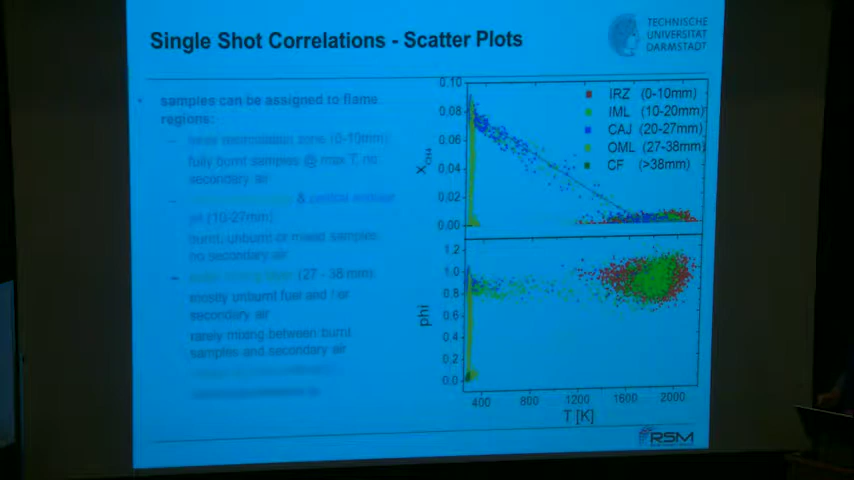 Single Shot Correlations - Scatter Plots
TECHNISCHE
UNIVERSITÄT
DARMSTADT
samples can be assigned to flame
regions:
– inner recirculation zone (0-10mm):
fully burnt samples @ max T, no
secondary air
& central annular
jet (10-27mm)
burnt, unburnt or mixed samples,
no secondary air
– (27 - 38 mm)
mostly unburnt fuel and / or
secondary air
rarely mixing between burnt
samples and secondary air
0.10
0.08
0.06
0.04
0.02
0.00
XCH4
IRZ (0-10mm)
IML (10-20mm)
CAJ (20-27mm)
OML (27-38mm)
CF (>38mm)
1.2
1.0
0.8
0.6
0.4
0.2
0.0
phi
400 800 1200 1600 2000
T [K]
RSM